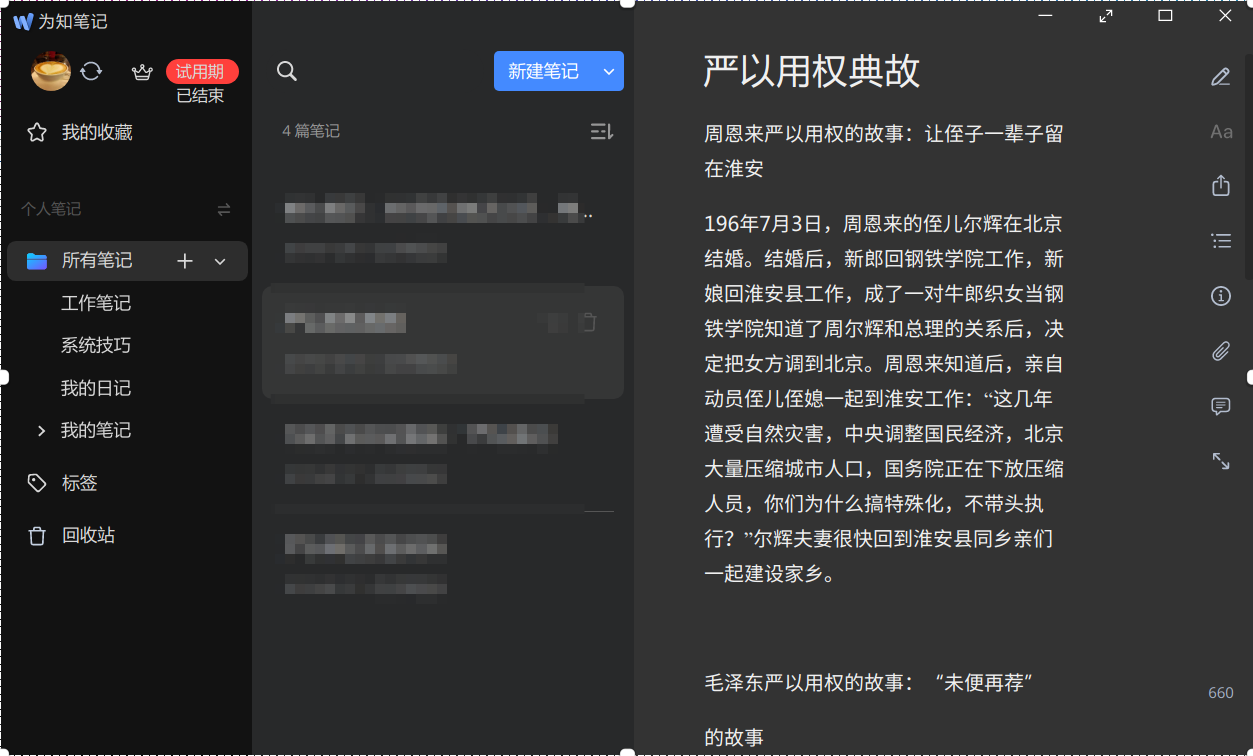 为知笔记
试用期
已结束
我的收藏
个人笔记
所有笔记
工作笔记
系统技巧
我的日记
我的笔记
标签
回收站
新建笔记
4 篇笔记
..
严以用权典故
周恩来严以用权的故事：让侄子一辈子留
在淮安
196年7月3日，周恩来的侄儿尔辉在北京
结婚。结婚后，新郎回钢铁学院工作，新
娘回淮安县工作，成了一对牛郎织女当钢
铁学院知道了周尔辉和总理的关系后，决
定把女方调到北京。周恩来知道后，亲自
动员侄儿侄媳一起到淮安工作：“这几年
遭受自然灾害，中央调整国民经济，北京
大量压缩城市人口，国务院正在下放压缩
人员，你们为什么搞特殊化，不带头执
行？”尔辉夫妻很快回到淮安县同乡亲们
一起建设家乡。
毛泽东严以用权的故事：“未便再荐”
的故事
Aa
660